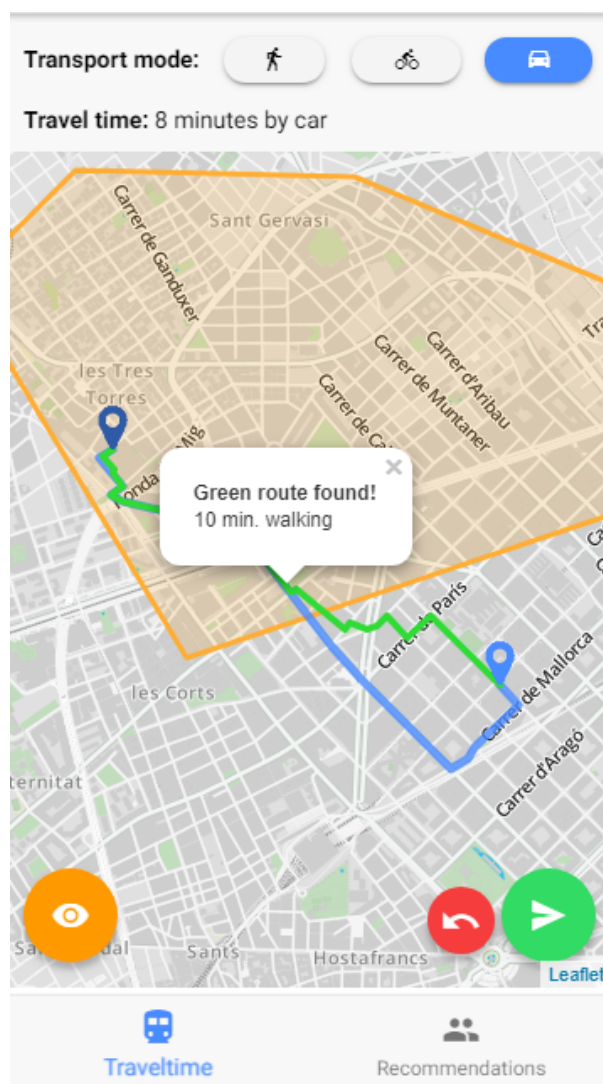 Transport mode:
Travel time: 8 minutes by car
Sant Gervasi
Carrer de Ganduxer
les Tres
Torres
Carrer d'Aribau
Carrer de Muntaner
Green route found!
10 min. walking
×
Carrer de París
les Corts
Carrer de Mallorca
Carrer d'Aragó
Sants
Hostafrancs
Leaflet
Traveltime
Recommendations